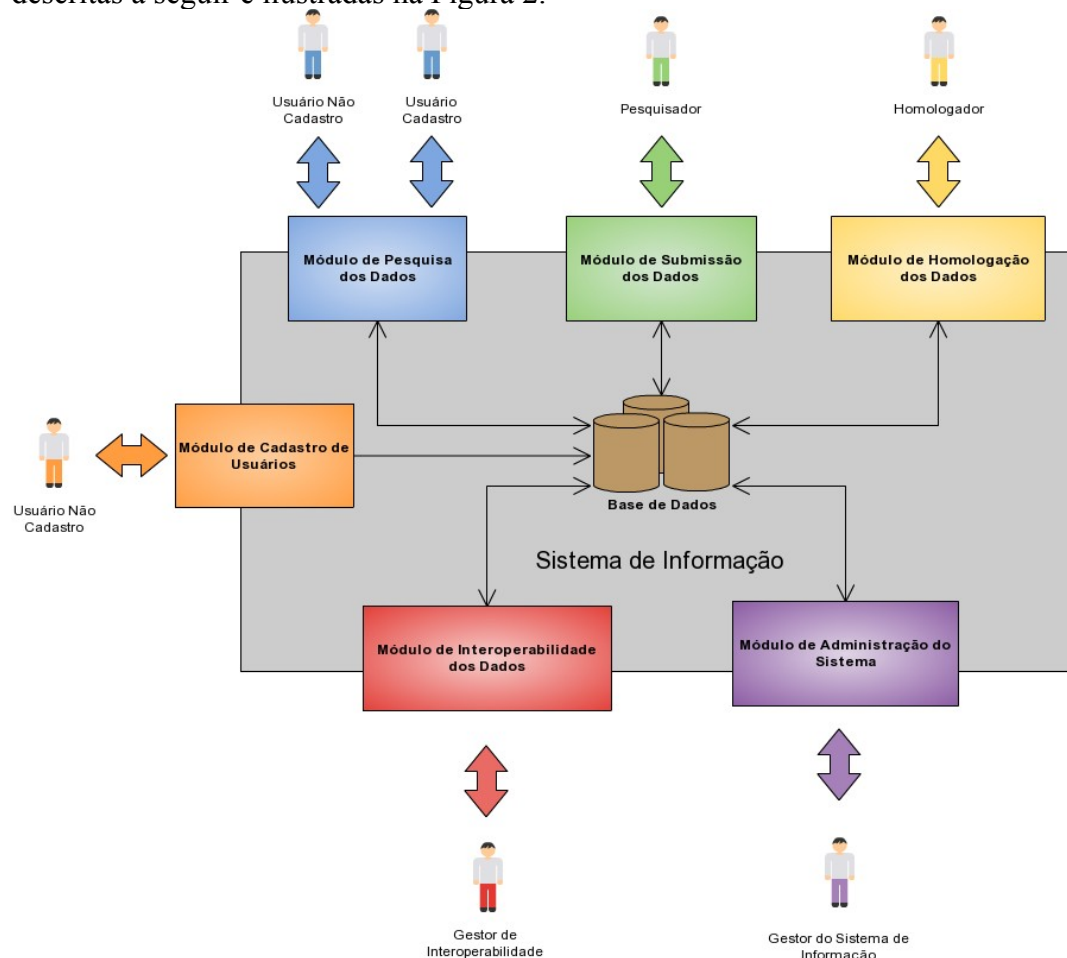 descritas a seguir e ilustradas na Figura 2:
Usuário Não
Cadastro
Usuário
Cadastro
Pesquisador
Homologador
Módulo de Pesquisa
dos Dados
Módulo de Submissão
dos Dados
Módulo de Homologação
dos Dados
Módulo de Cadastro de
Usuários
Usuário Não
Cadastro
Base de Dados
Sistema de Informação
Módulo de Interoperabilidade
dos Dados
Módulo de Administração do
Sistema
Gestor de
Interoperabilidade
Gestor do Sistema de
Informação